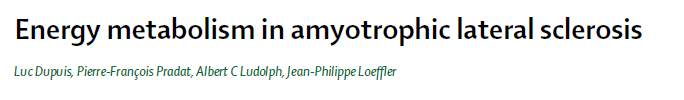 Energy metabolism in amyotrophic lateral sclerosis
Luc Dupuis, Pierre-François Pradat, Albert C Ludolph, Jean-Philippe Loeffler